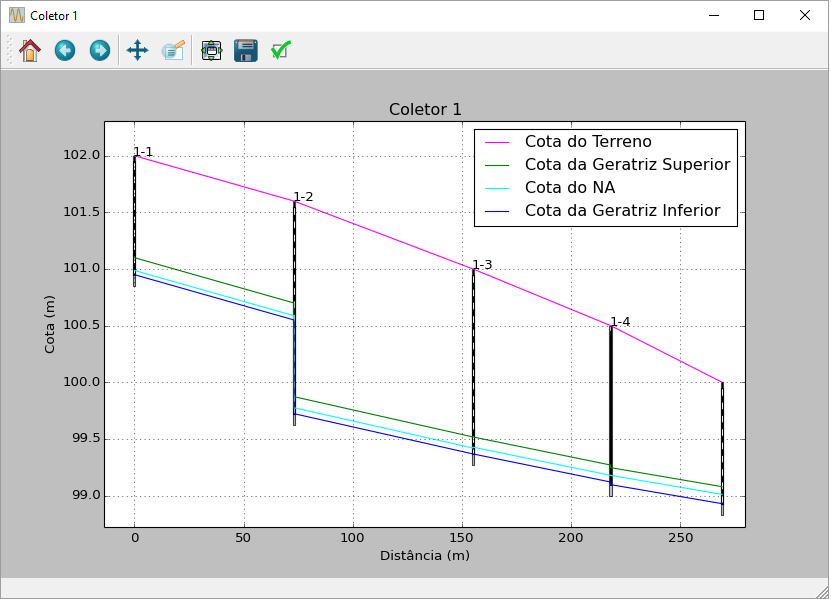 Coletor 1
Coletor 1
Cota do Terreno
Cota da Geratriz Superior
Cota do NA
Cota da Geratriz Inferior
1-1
1-2
1-3
1-4
Cota (m)
102.0
101.5
101.0
100.5
100.0
99.5
99.0
0 50 100 150 200 250
Distância (m)